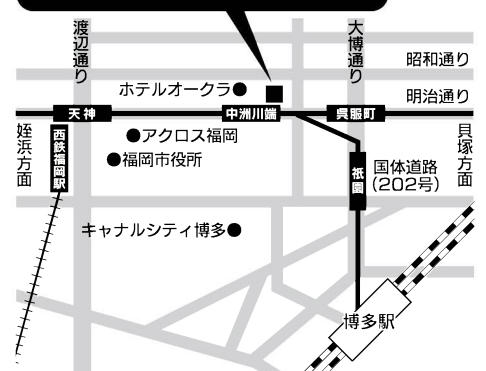 渡辺通り
大博通り
昭和通り
ホテルオークラ●
明治通り
天神
中洲川端
呉服町
姪浜方面
西鉄福岡駅
●アクロス福岡
●福岡市役所
祇園
国体道路
（202号）
貝塚方面
キャナルシティ博多●
博多駅